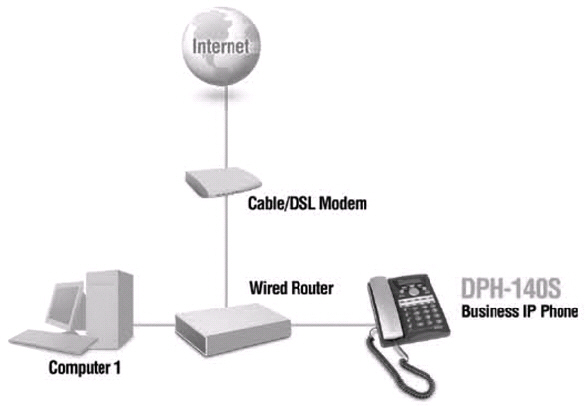 Internet
Cable/DSL Modem
Wired Router
DPH-140S
Business IP Phone
Computer 1